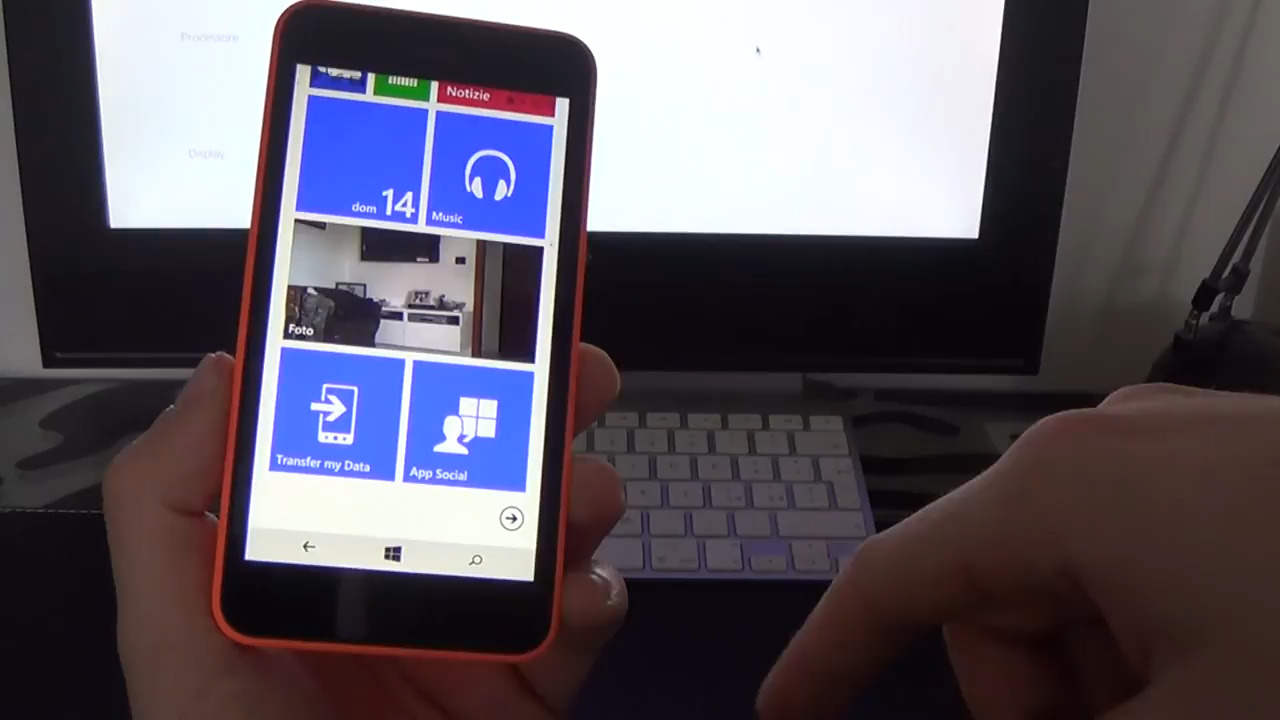 Processore
Display
Notizie
dom 14
Music
Foto
Transfer my Data
App Social